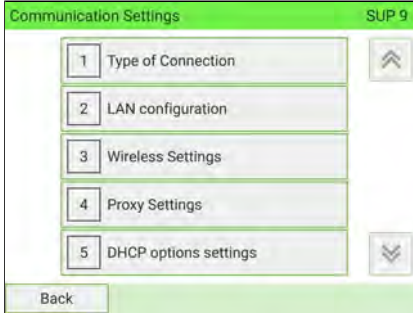 Communication Settings SUP 9
1 Type of Connection
2 LAN configuration
3 Wireless Settings
4 Proxy Settings
5 DHCP options settings
Back